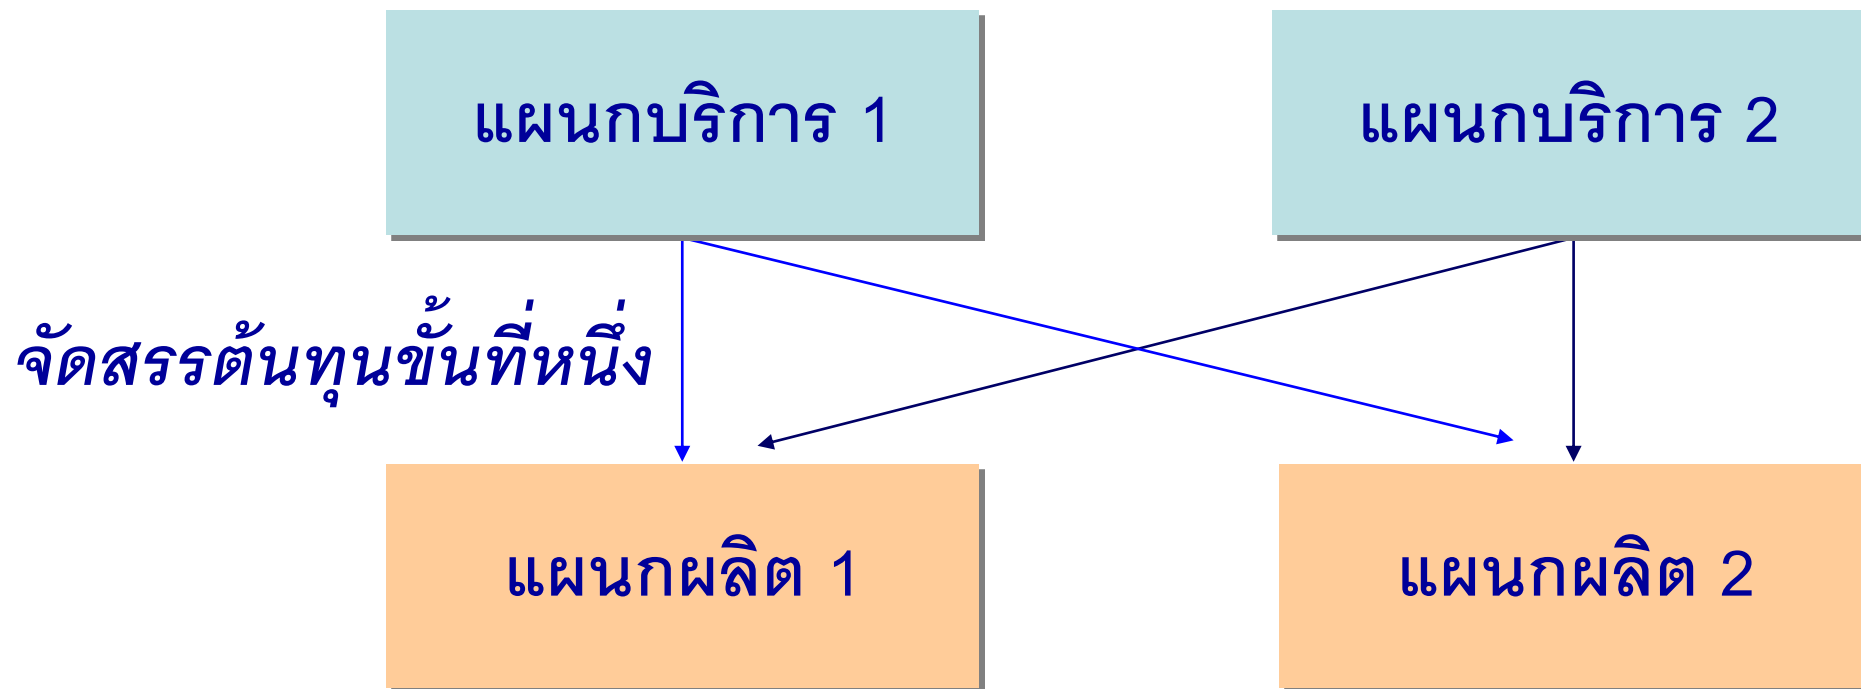 แผนกบริการ 1
แผนกบริการ 2
จัดสรรต้นทุนขั้นที่หนึ่ง
แผนกผลิต 1
แผนกผลิต 2